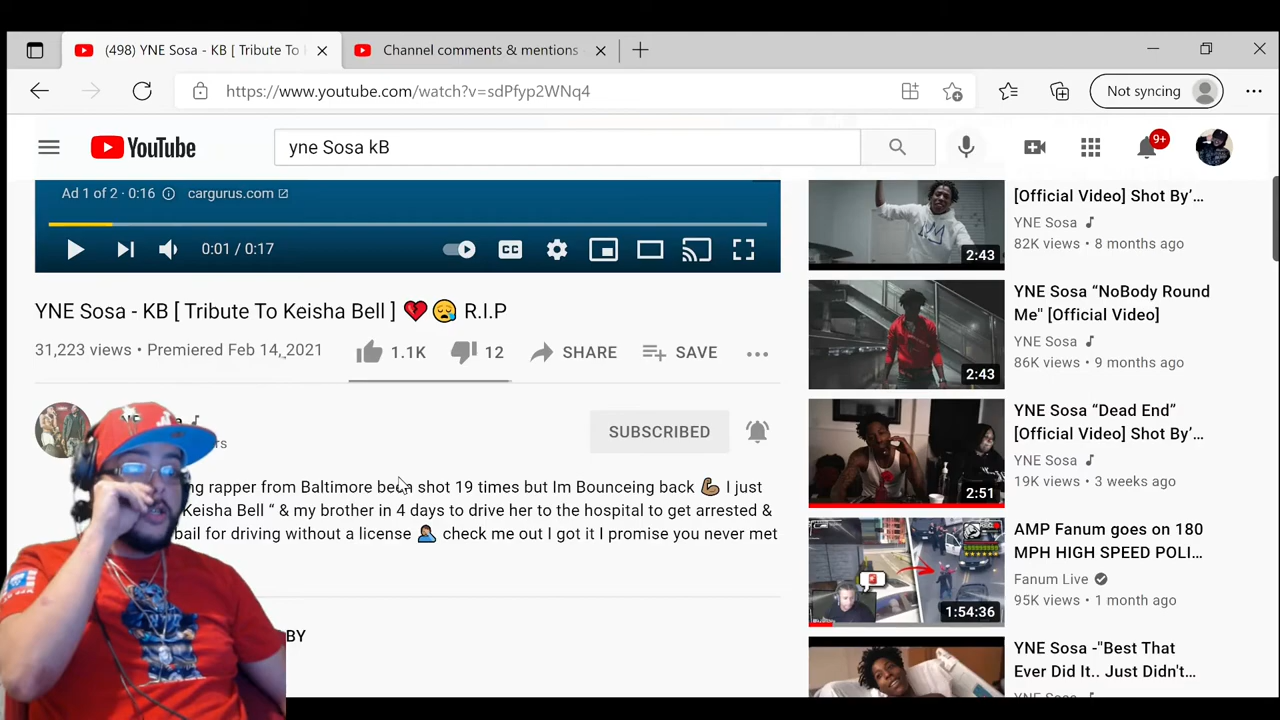 (498) YNE Sosa - KB [ Tribute To
Channel comments & mentions
https://www.youtube.com/watch?v=sdPfyp2WNq4
Not syncing
YouTube
yne Sosa kB
9+
Ad 1 of 2 · 0:16 cargurus.com
0:01 / 0:17
CC
YNE Sosa - KB [ Tribute To Keisha Bell ] 💔😪 R.I.P
31,223 views • Premiered Feb 14, 2021
1.1K
12
SHARE
SAVE
SUBSCRIBED
rapper from Baltimore been shot 19 times but Im Bounceing back 💪🏾 I just
Keisha Bell “ & my brother in 4 days to drive her to the hospital to get arrested &
bail for driving without a license 🤦🏾‍♂️ check me out I got it I promise you never met
BY
[Official Video] Shot By’...
YNE Sosa ♪
82K views • 8 months ago
2:43
YNE Sosa “NoBody Round
Me" [Official Video]
YNE Sosa ♪
86K views • 9 months ago
2:43
YNE Sosa “Dead End”
[Official Video] Shot By’...
YNE Sosa ♪
19K views • 3 weeks ago
2:51
AMP Fanum goes on 180
MPH HIGH SPEED POLI...
Fanum Live
95K views • 1 month ago
1:54:36
YNE Sosa -"Best That
Ever Did It.. Just Didn't...
YNE Sosa ♪